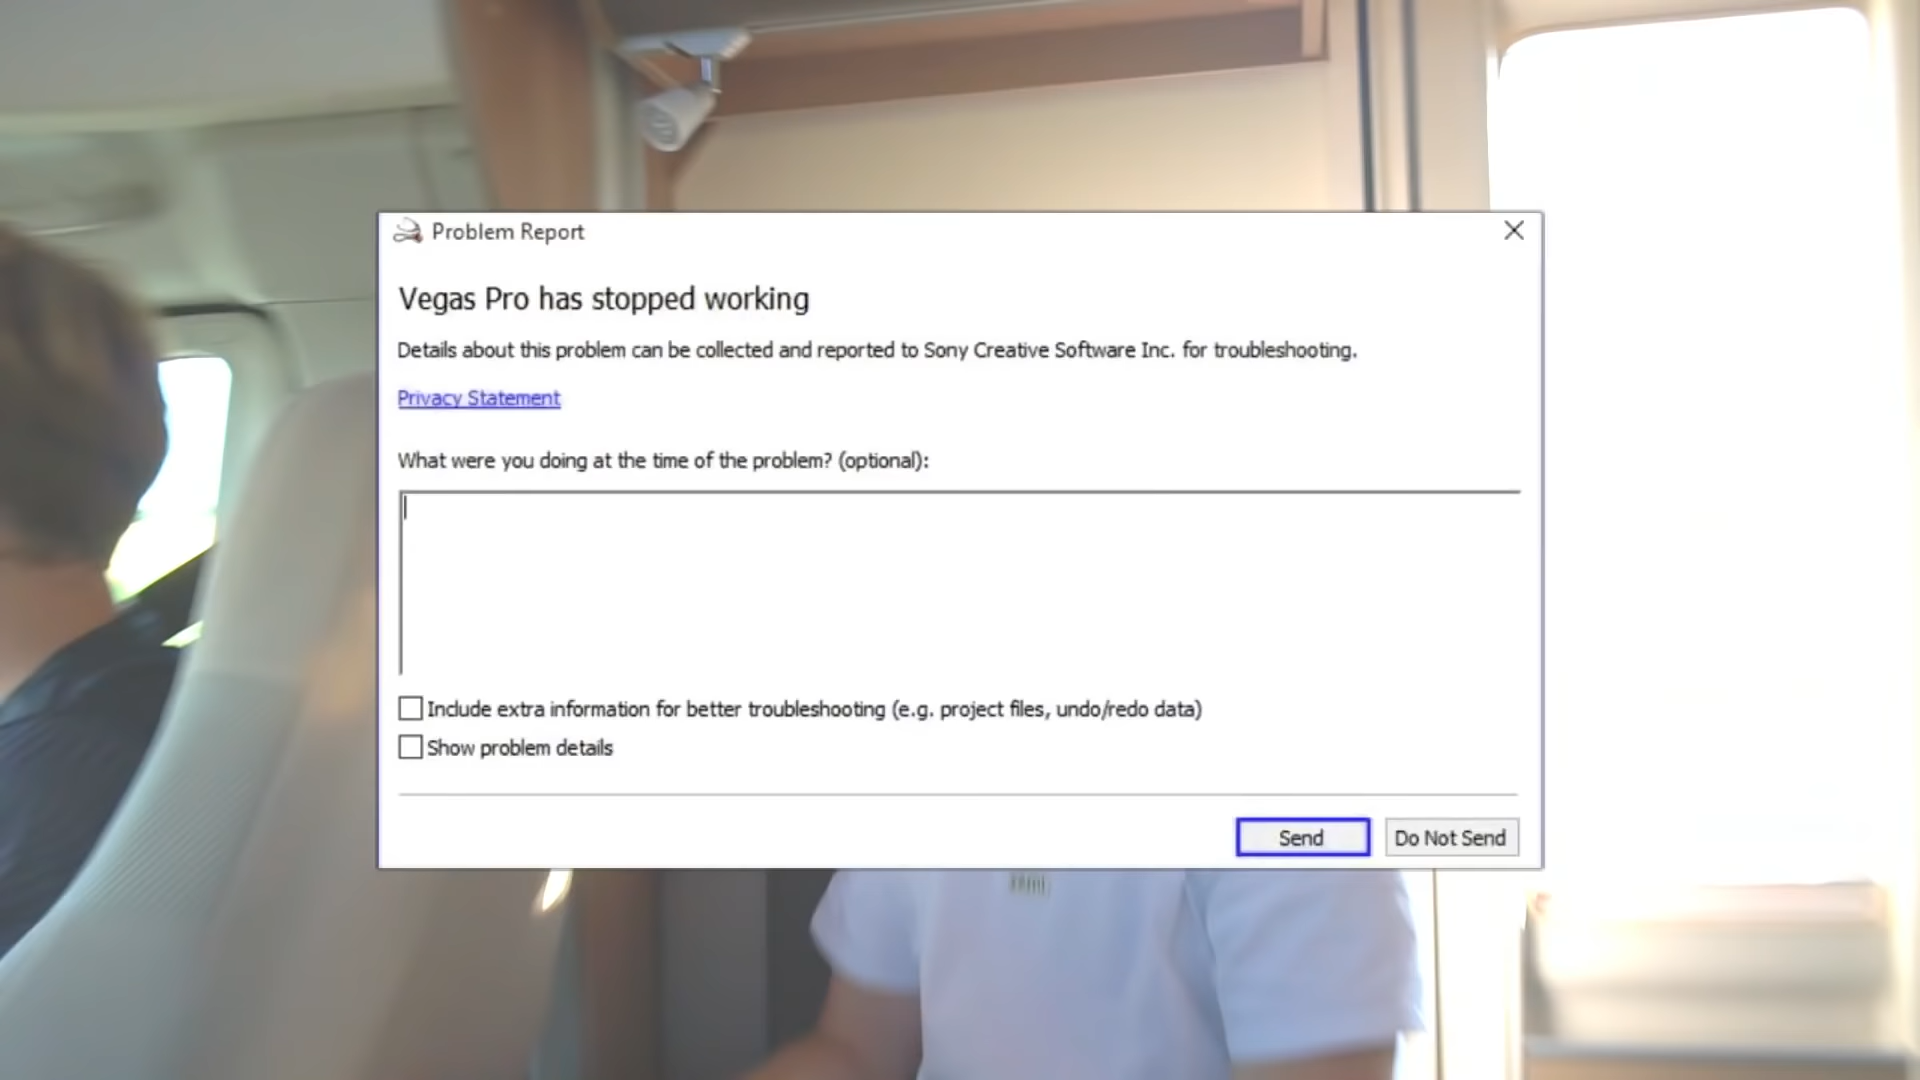 Problem Report
Vegas Pro has stopped working
Details about this problem can be collected and reported to Sony Creative Software Inc. for troubleshooting.
Privacy Statement
What were you doing at the time of the problem? (optional):
Include extra information for better troubleshooting (e.g. project files, undo/redo data)
Show problem details
Send
Do Not Send